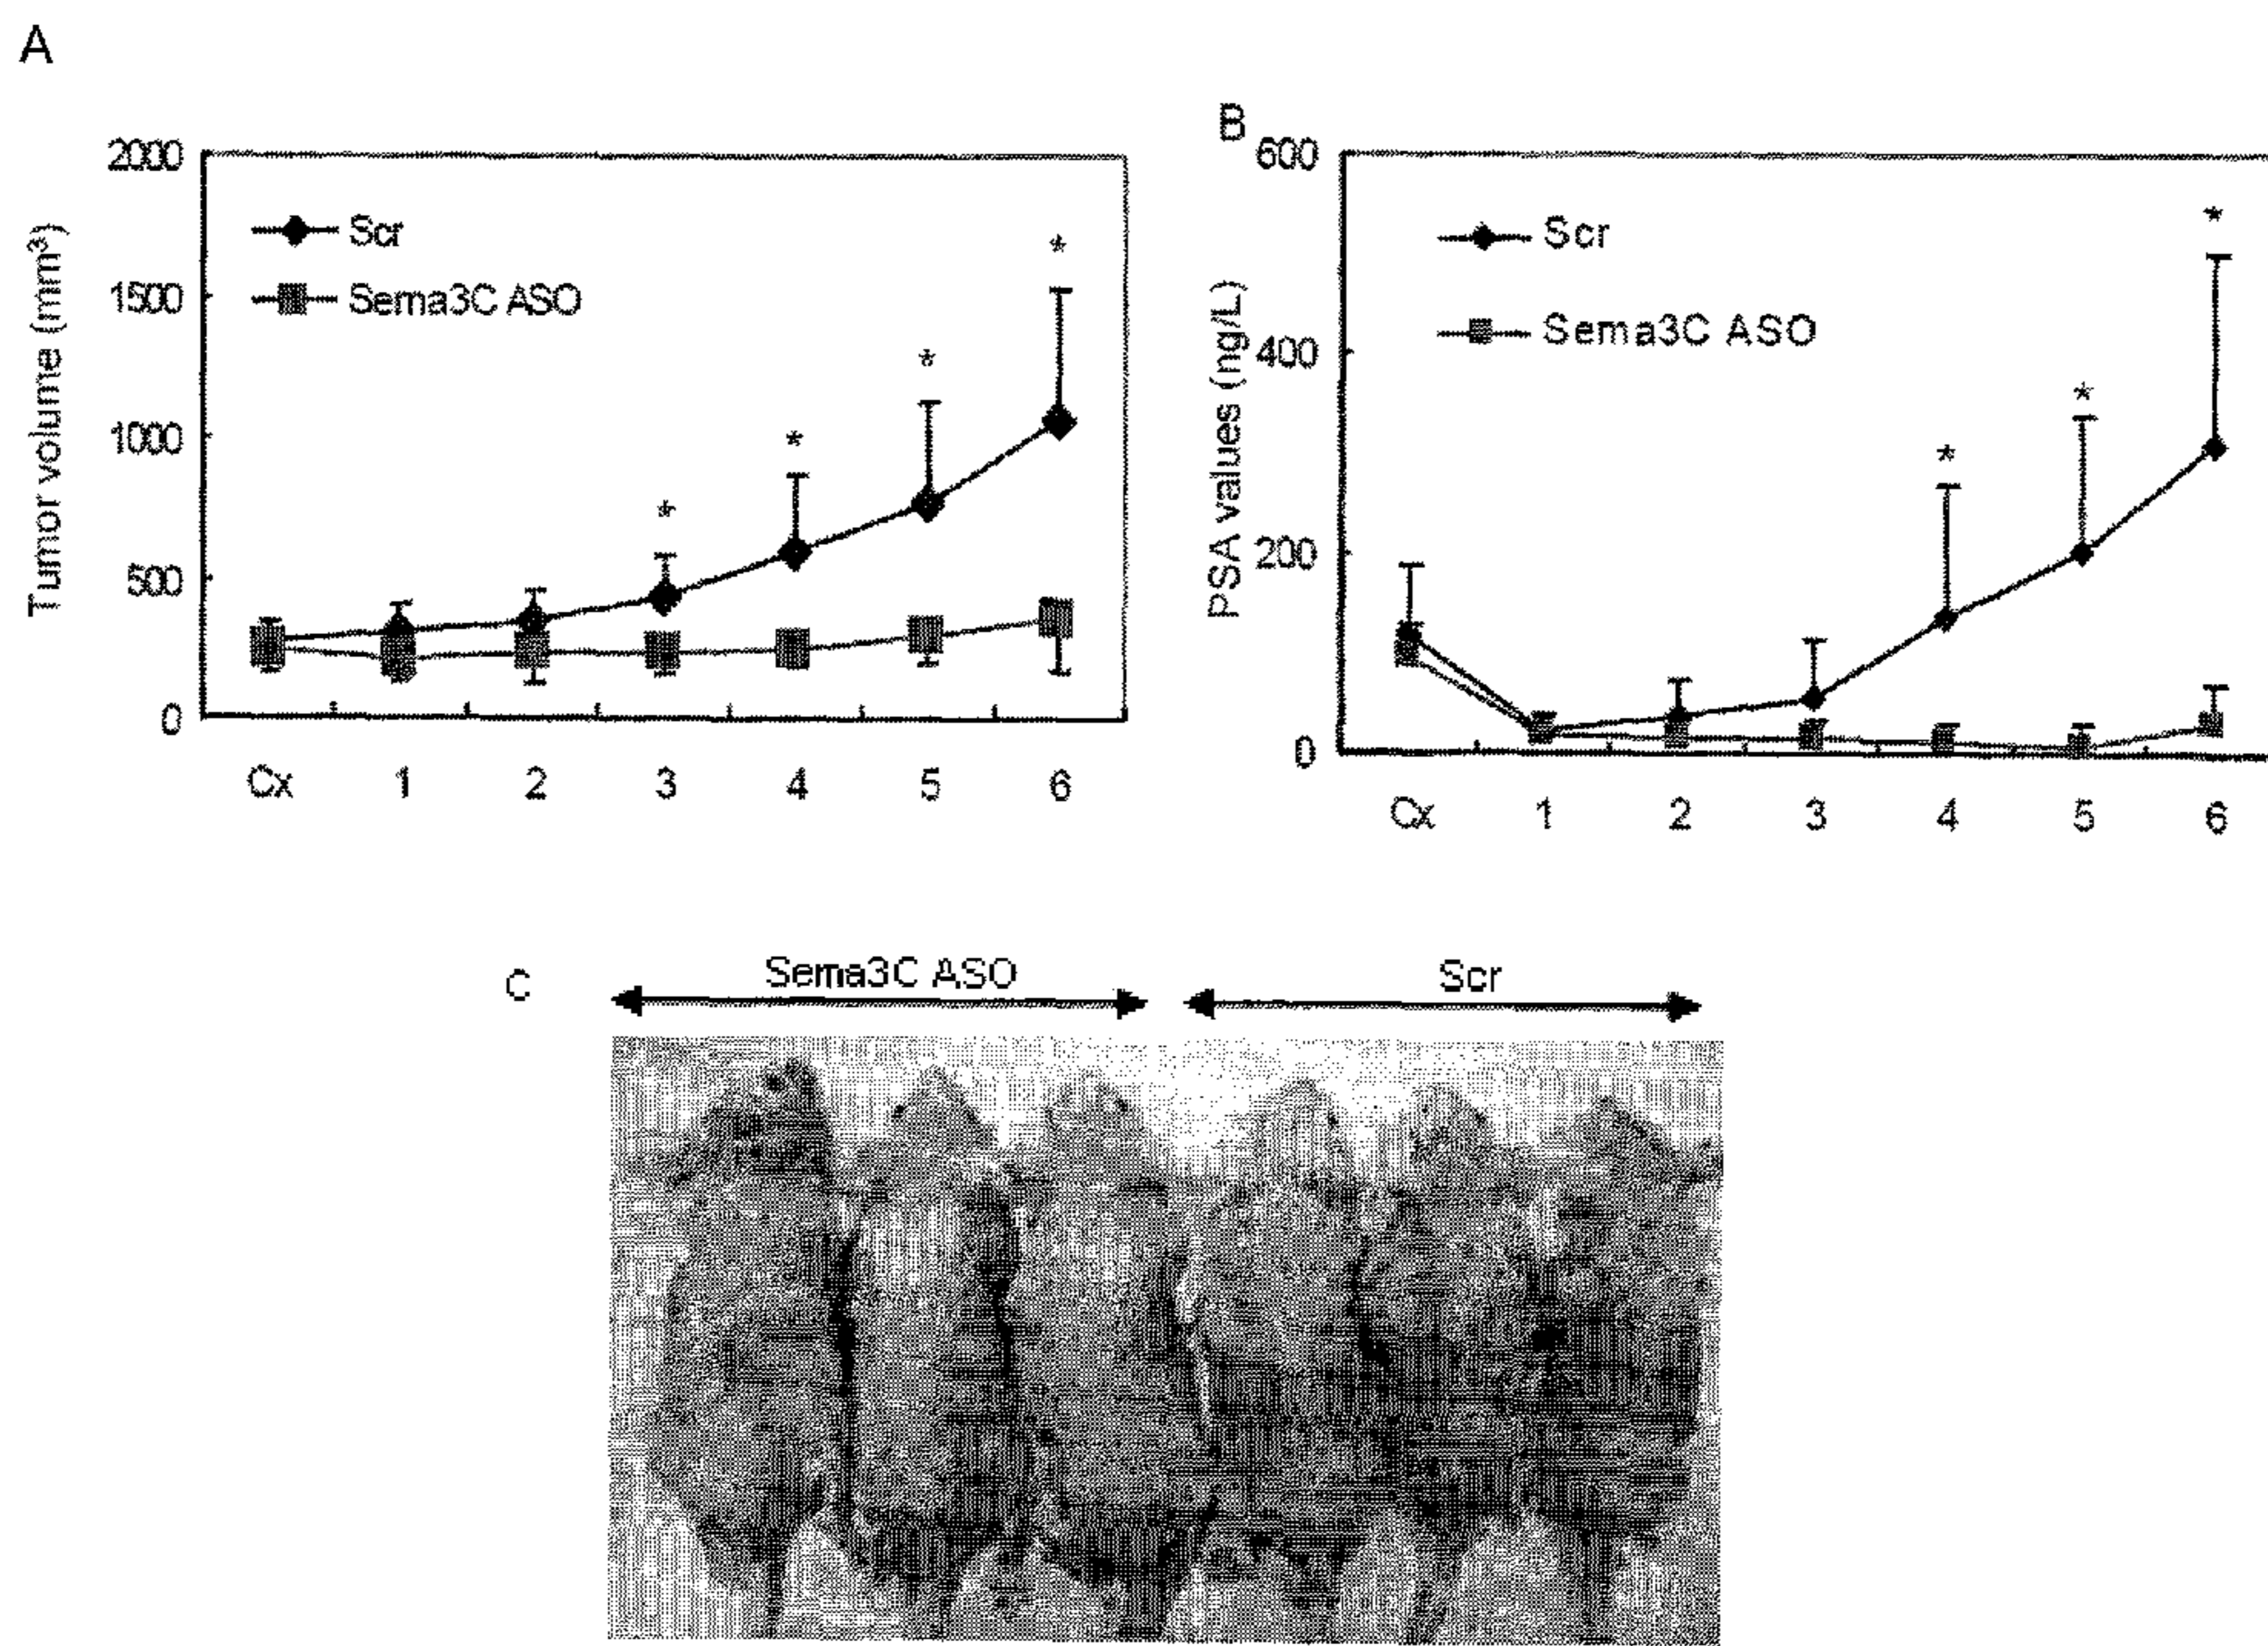 A
2000
1500
1000
500
0
Tumor volume (mm³)
Scr
Sema3C ASO
*
*
*
*
Cx 1 2 3 4 5 6
B
600
400
200
0
PSA values (ng/L)
Scr
Sema3C ASO
*
*
*
Cx 1 2 3 4 5 6
C
Sema3C ASO
Scr